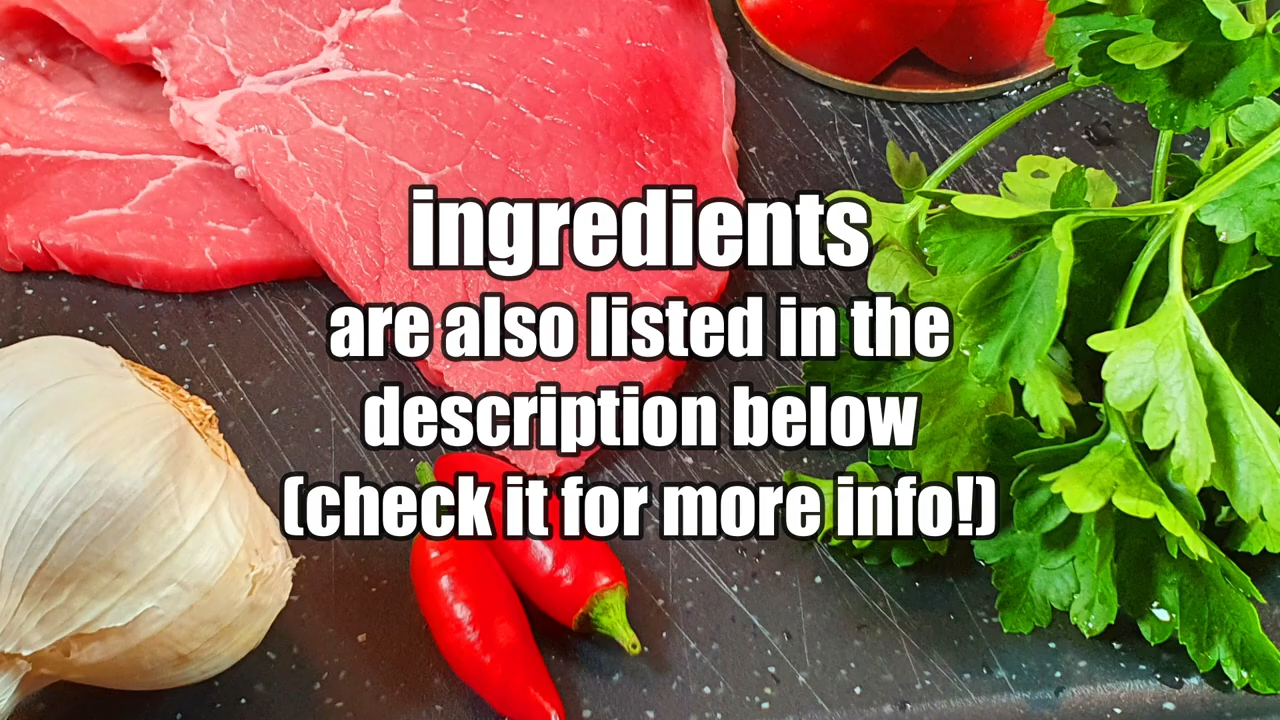 ingredients
are also listed in the
description below
(check it for more info!)